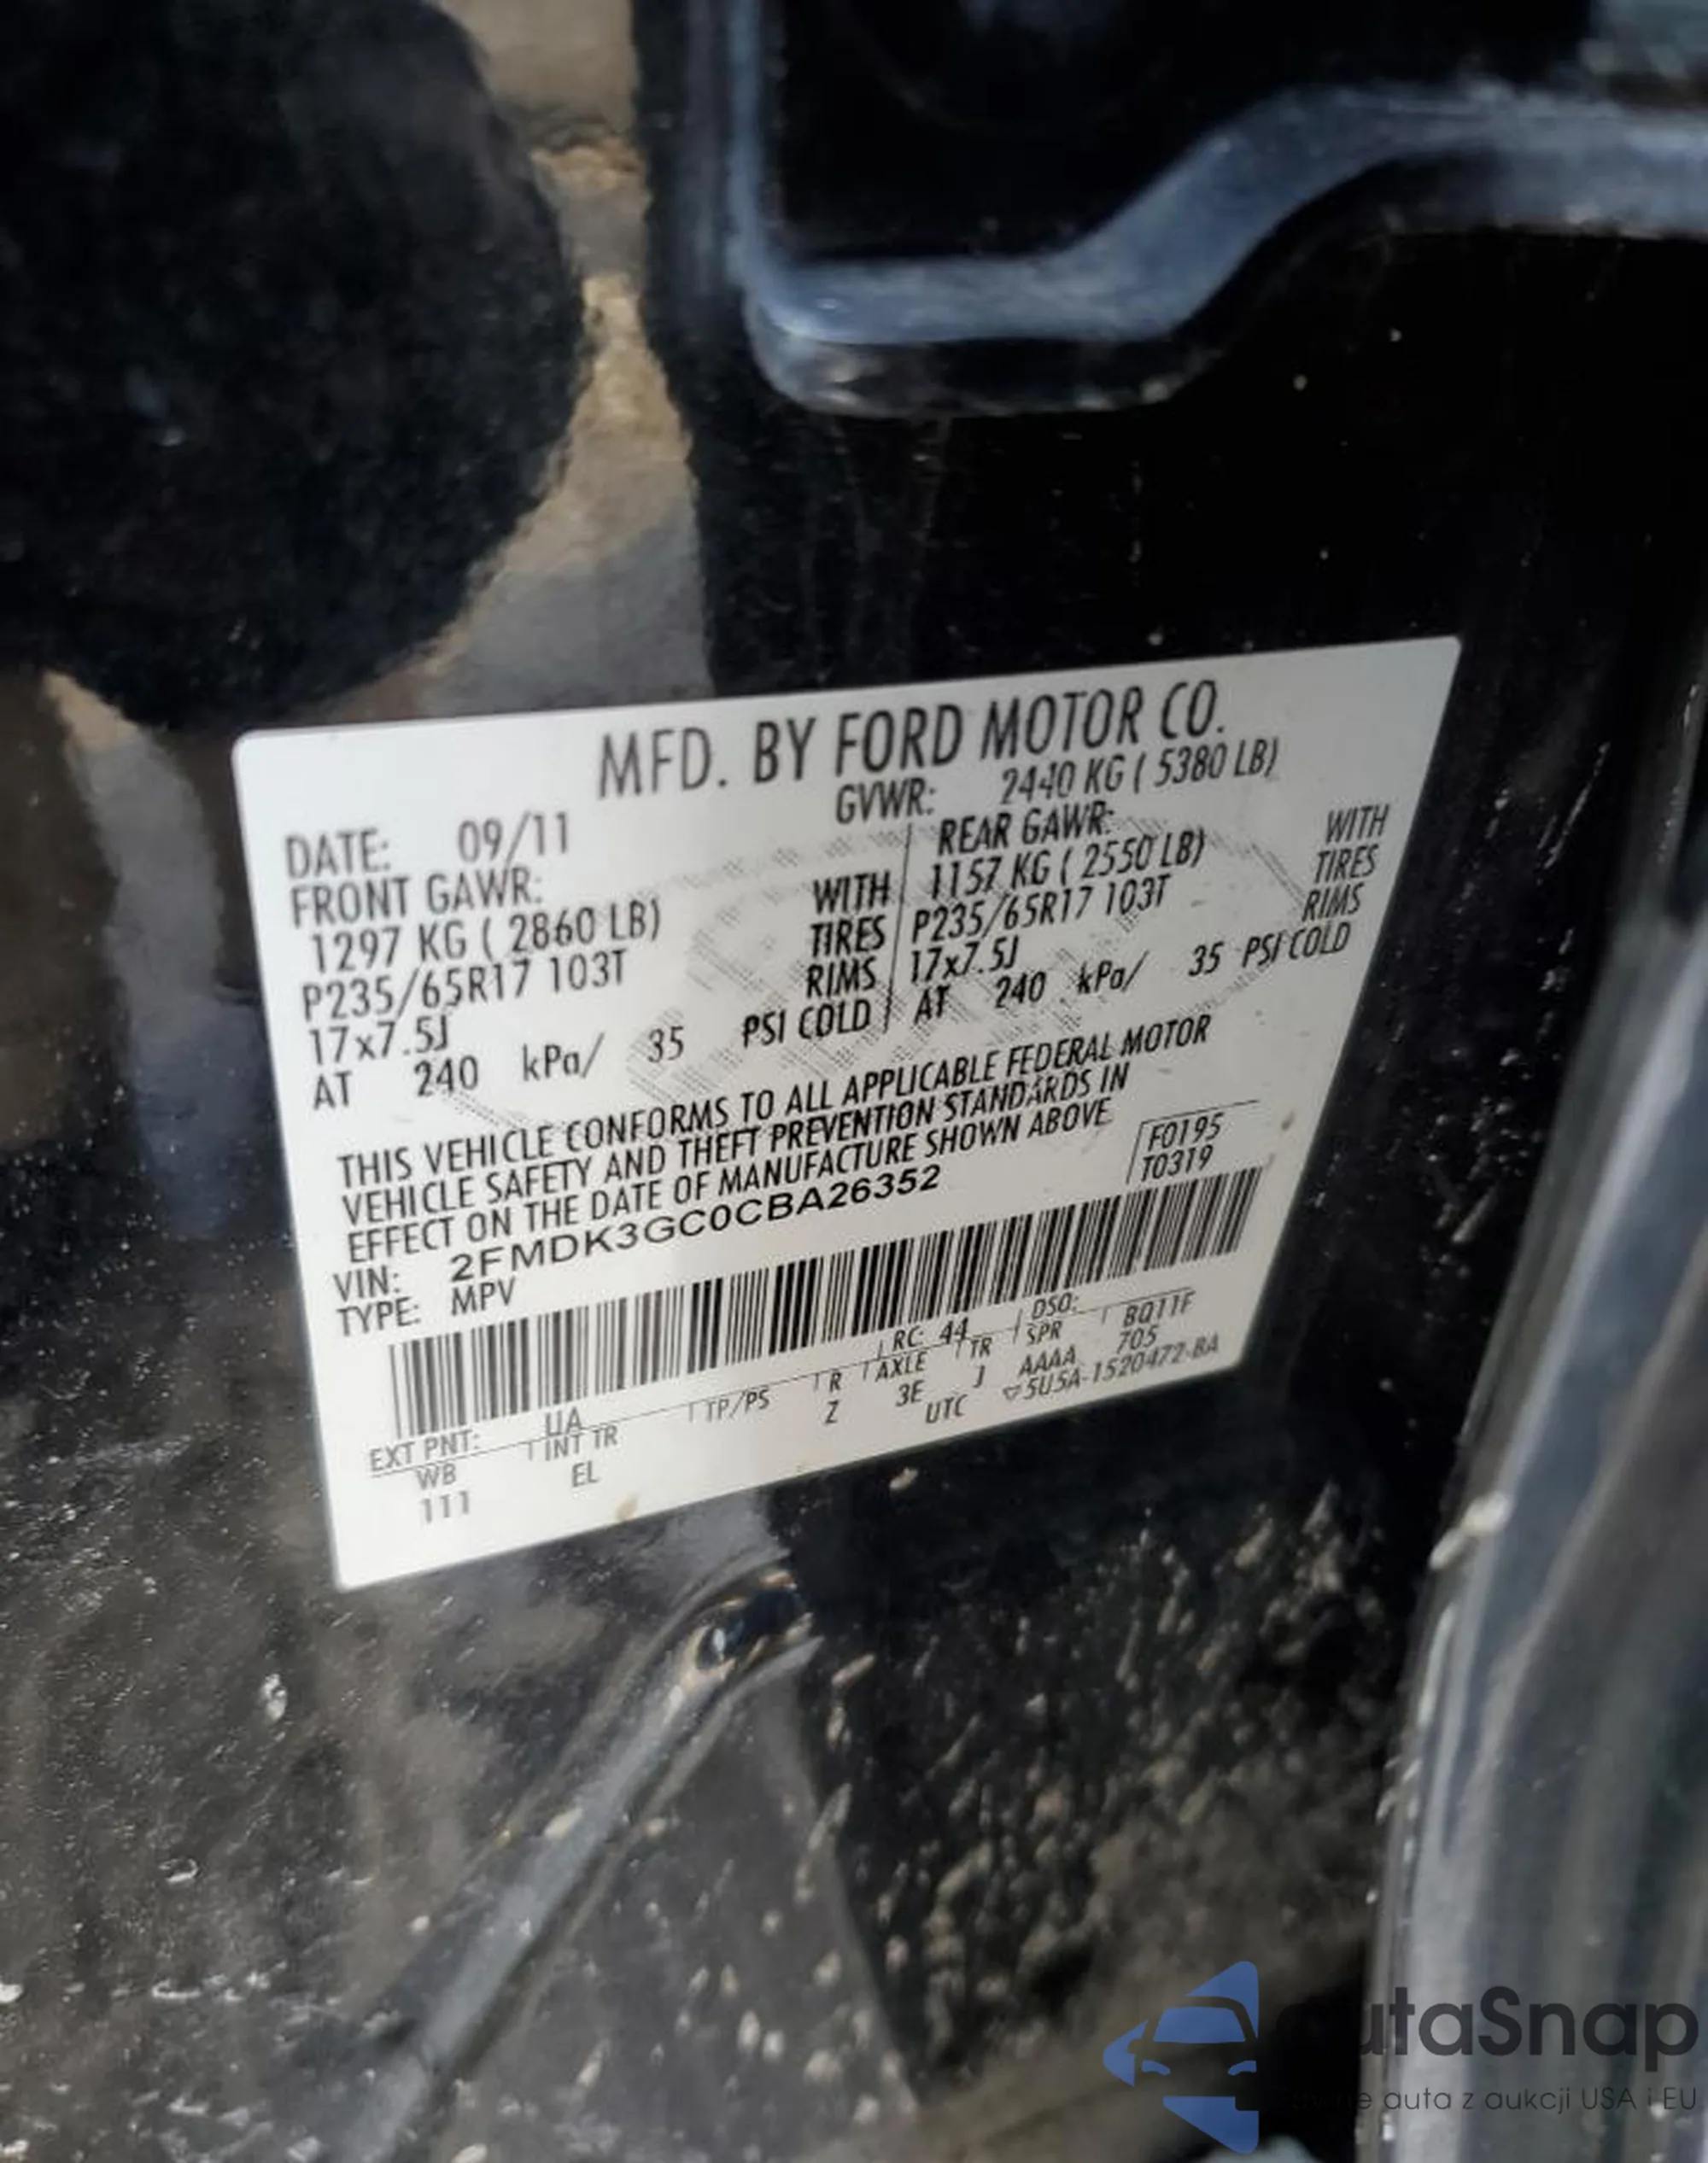 MFD. BY FORD MOTOR CO.
DATE: 09/11 GVWR: 2440 KG ( 5380 LB)
FRONT GAWR: REAR GAWR:
1297 KG ( 2860 LB) WITH 1157 KG ( 2550 LB) WITH
P235/65R17 103T TIRES P235/65R17 103T TIRES
17x7.5J RIMS 17x7.5J RIMS
AT 240 kPa/ 35 PSI COLD AT 240 kPa/ 35 PSI COLD
THIS VEHICLE CONFORMS TO ALL APPLICABLE FEDERAL MOTOR
VEHICLE SAFETY AND THEFT PREVENTION STANDARDS IN
EFFECT ON THE DATE OF MANUFACTURE SHOWN ABOVE
VIN: 2FMDK3GC0CBA26352 F0195
TYPE: MPV T0319
EXT PNT: UA RC: 44 DSO: BQ11F
WB INT TR TP/PS R AXLE TR SPR 705
111 EL Z 3E J AAAA
UTC ▽5U5A-1520472-BA
utaSnap
auta z aukcji USA i EU